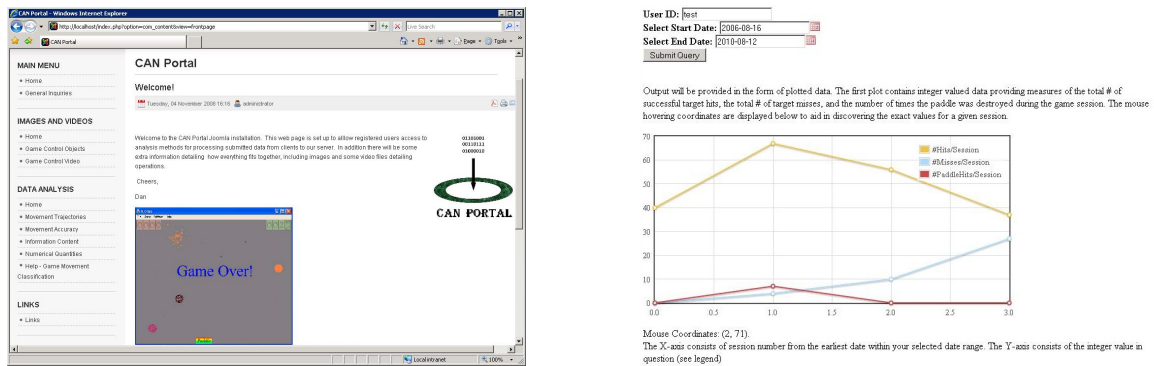 CAN Portal - Windows Internet Explorer
http://localhost/index.php?option=com_content&view=frontpage
Live Search
CAN Portal
Page
Tools
MAIN MENU
Home
General Inquiries
IMAGES AND VIDEOS
Home
Game Control Objects
Game Control Video
DATA ANALYSIS
Home
Movement Trajectories
Movement Accuracy
Information Content
Numerical Quantities
Help - Game Movement
Classification
LINKS
Links
CAN Portal
Welcome!
Tuesday, 04 November 2008 16:16 administrator
Welcome to the CAN Portal Joomla installation. This web page is set up to allow registered users access to
analysis methods for processing submitted data from clients to our server. In addition there will be some
extra information detailing how everything fits together, including images and some video files detailing
operations.
Cheers,
Dan
Game Over!
01101001
00110111
01000010
CAN PORTAL
Local intranet
100%
User ID: test
Select Start Date: 2006-08-16
Select End Date: 2010-08-12
Submit Query
Output will be provided in the form of plotted data. The first plot contains integer valued data providing measures of the total # of
successful target hits, the total # of target misses, and the number of times the paddle was destroyed during the game session. The mouse
hovering coordinates are displayed below to aid in discovering the exact values for a given session.
70
60
50
40
30
20
10
0
#Hits/Session
#Misses/Session
#PaddleHits/Session
0.0 0.5 1.0 1.5 2.0 2.5 3.0
Mouse Coordinates: (2, 71).
The X-axis consists of session number from the earliest date within your selected date range. The Y-axis consists of the integer value in
question (see legend)